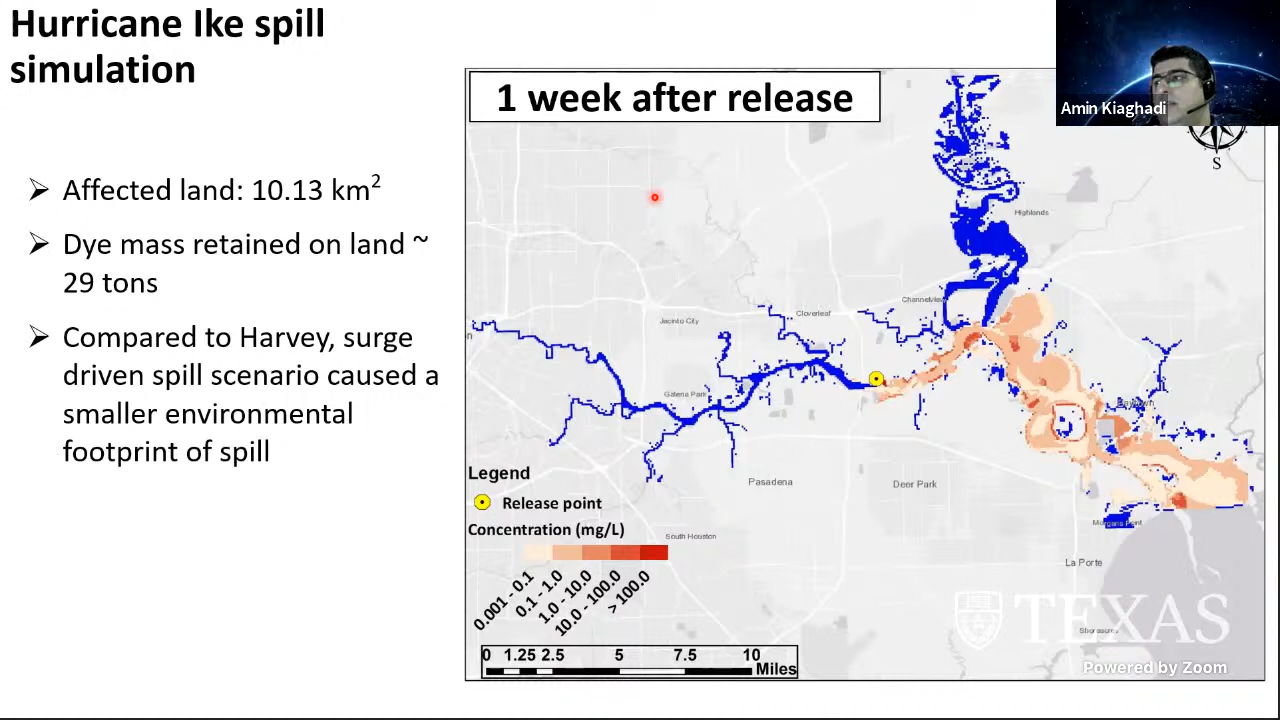 Hurricane Ike spill
simulation
➢ Affected land: 10.13 km²
➢ Dye mass retained on land ~
29 tons
➢ Compared to Harvey, surge
driven spill scenario caused a
smaller environmental
footprint of spill
1 week after release
Amin Kiaghadi
S
Highlands
Channelview
Cloverleaf
Jacinto City
Galena Park
Pasadena
Deer Park
South Houston
Morgans Point
La Porte
Legend
Release point
Concentration (mg/L)
0.001 - 0.1
0.1 - 1.0
1.0 - 10.0
10.0 - 100.0
> 100.0
0 1.25 2.5 5 7.5 10
Miles
TEXAS
Powered by Zoom